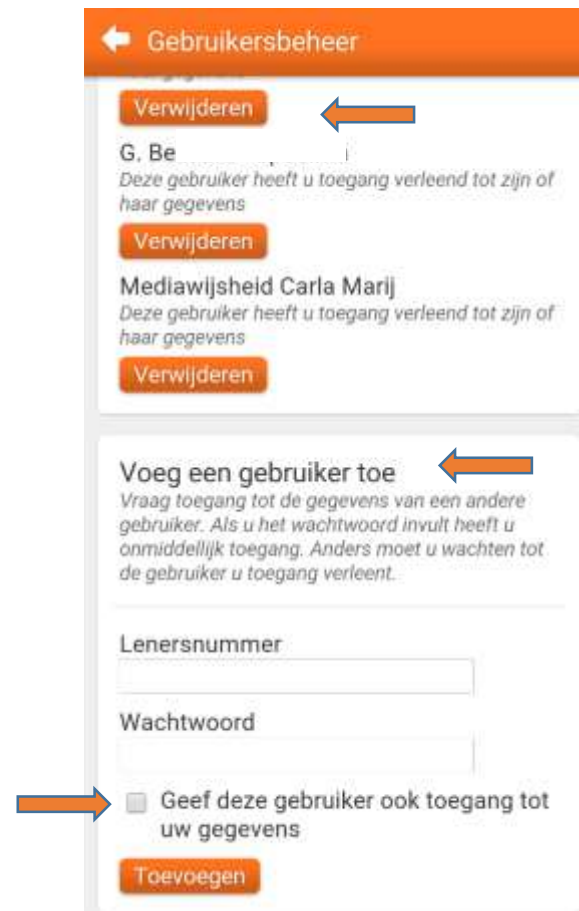 Gebruikersbeheer
Verwijderen
G. Be
Deze gebruiker heeft u toegang verleend tot zijn of
haar gegevens
Verwijderen
Mediawijsheid Carla Marij
Deze gebruiker heeft u toegang verleend tot zijn of
haar gegevens
Verwijderen
Voeg een gebruiker toe
Vraag toegang tot de gegevens van een andere
gebruiker. Als u het wachtwoord invult heeft u
onmiddellijk toegang. Anders moet u wachten tot
de gebruiker u toegang verleent.
Lenersnummer
Wachtwoord
Geef deze gebruiker ook toegang tot
uw gegevens
Toevoegen